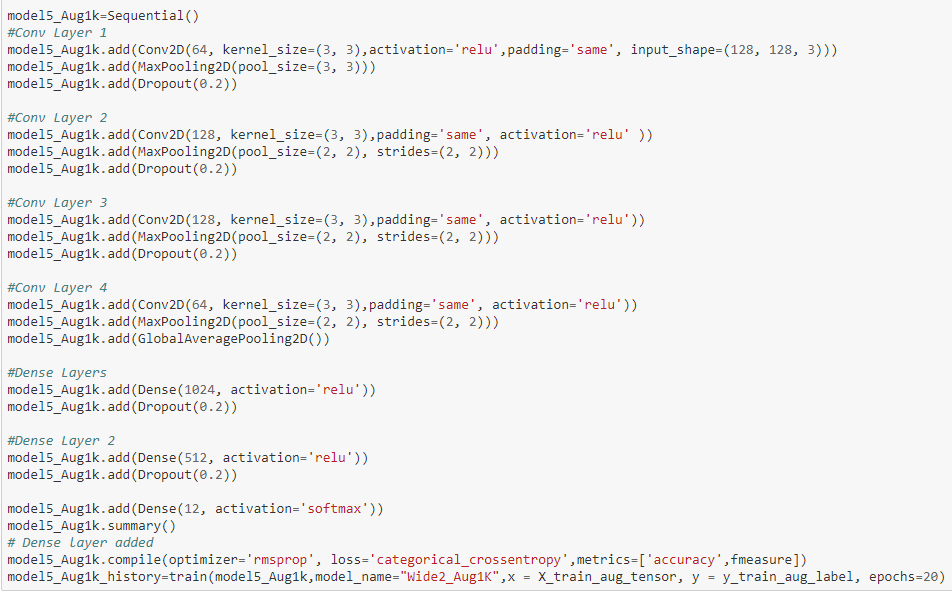 model5_Aug1k=Sequential()
#Conv Layer 1
model5_Aug1k.add(Conv2D(64, kernel_size=(3, 3),activation='relu',padding='same', input_shape=(128, 128, 3)))
model5_Aug1k.add(MaxPooling2D(pool_size=(3, 3)))
model5_Aug1k.add(Dropout(0.2))

#Conv Layer 2
model5_Aug1k.add(Conv2D(128, kernel_size=(3, 3),padding='same', activation='relu' ))
model5_Aug1k.add(MaxPooling2D(pool_size=(2, 2), strides=(2, 2)))
model5_Aug1k.add(Dropout(0.2))

#Conv Layer 3
model5_Aug1k.add(Conv2D(128, kernel_size=(3, 3),padding='same', activation='relu'))
model5_Aug1k.add(MaxPooling2D(pool_size=(2, 2), strides=(2, 2)))
model5_Aug1k.add(Dropout(0.2))

#Conv Layer 4
model5_Aug1k.add(Conv2D(64, kernel_size=(3, 3),padding='same', activation='relu'))
model5_Aug1k.add(MaxPooling2D(pool_size=(2, 2), strides=(2, 2)))
model5_Aug1k.add(GlobalAveragePooling2D())

#Dense Layers
model5_Aug1k.add(Dense(1024, activation='relu'))
model5_Aug1k.add(Dropout(0.2))

#Dense Layer 2
model5_Aug1k.add(Dense(512, activation='relu'))
model5_Aug1k.add(Dropout(0.2))

model5_Aug1k.add(Dense(12, activation='softmax'))
model5_Aug1k.summary()
# Dense Layer added
model5_Aug1k.compile(optimizer='rmsprop', loss='categorical_crossentropy',metrics=['accuracy',fmeasure])
model5_Aug1k_history=train(model5_Aug1k,model_name="Wide2_Aug1K",x = X_train_aug_tensor, y = y_train_aug_label, epochs=20)